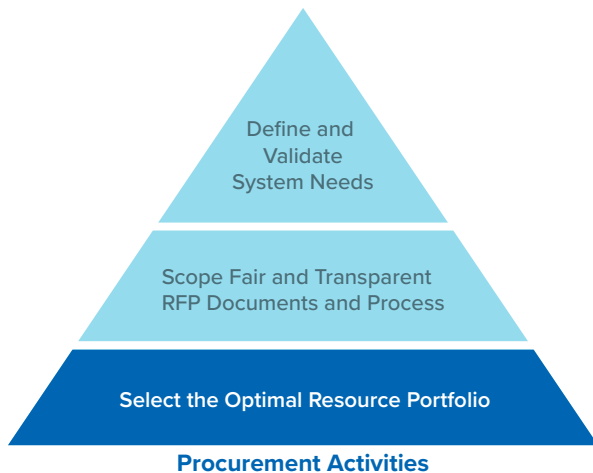 Define and
Validate
System Needs
Scope Fair and Transparent
RFP Documents and Process
Select the Optimal Resource Portfolio
Procurement Activities